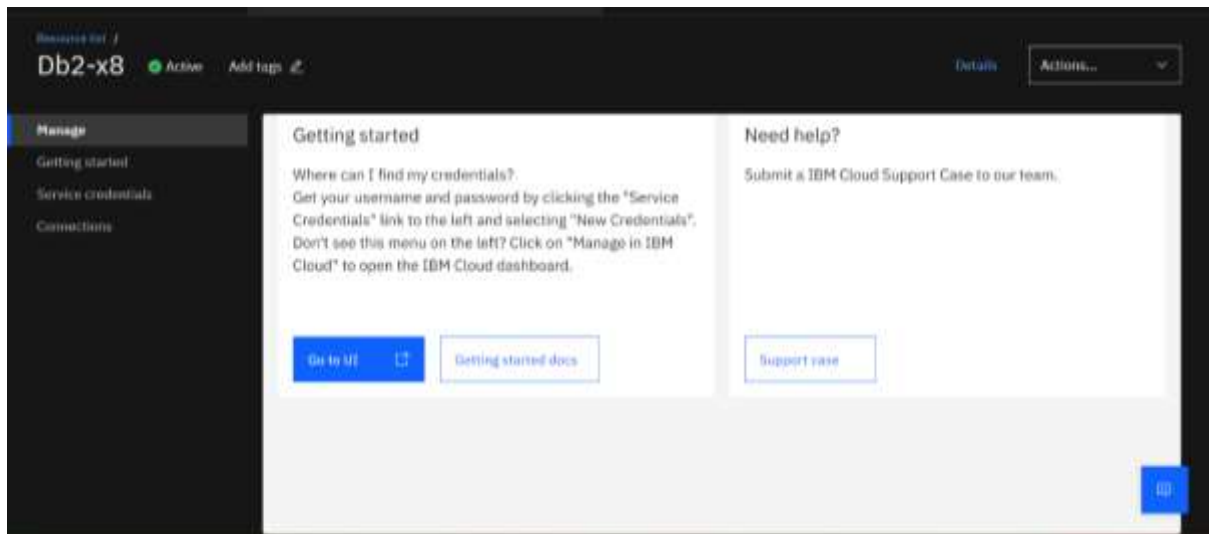 Resource list /
Db2-x8 Active Add tags
Details Actions...
Manage
Getting started
Service credentials
Connections
Getting started
Where can I find my credentials?
Get your username and password by clicking the "Service
Credentials" link to the left and selecting "New Credentials".
Don't see this menu on the left? Click on "Manage in IBM
Cloud" to open the IBM Cloud dashboard.
Go to UI
Getting started docs
Need help?
Submit a IBM Cloud Support Case to our team.
Support case